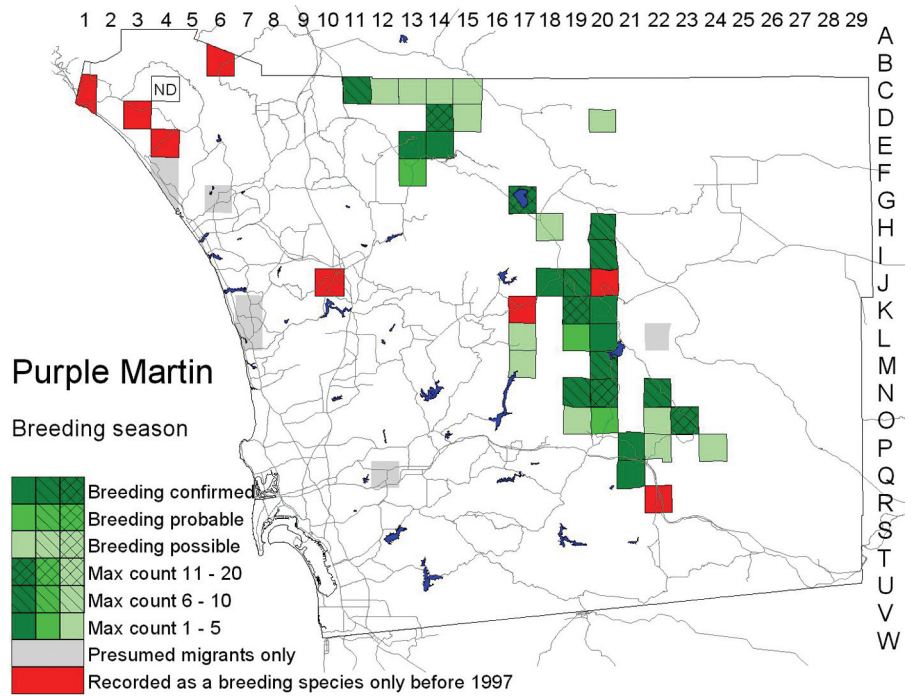 1 2 3 4 5 6 7 8 9 10 11 12 13 14 15 16 17 18 19 20 21 22 23 24 25 26 27 28 29
A
B
C
ND
D
E
F
G
H
I
J
K
L
M
N
O
P
Q
R
S
T
U
V
W
Purple Martin
Breeding season
Breeding confirmed
Breeding probable
Breeding possible
Max count 11 - 20
Max count 6 - 10
Max count 1 - 5
Presumed migrants only
Recorded as a breeding species only before 1997